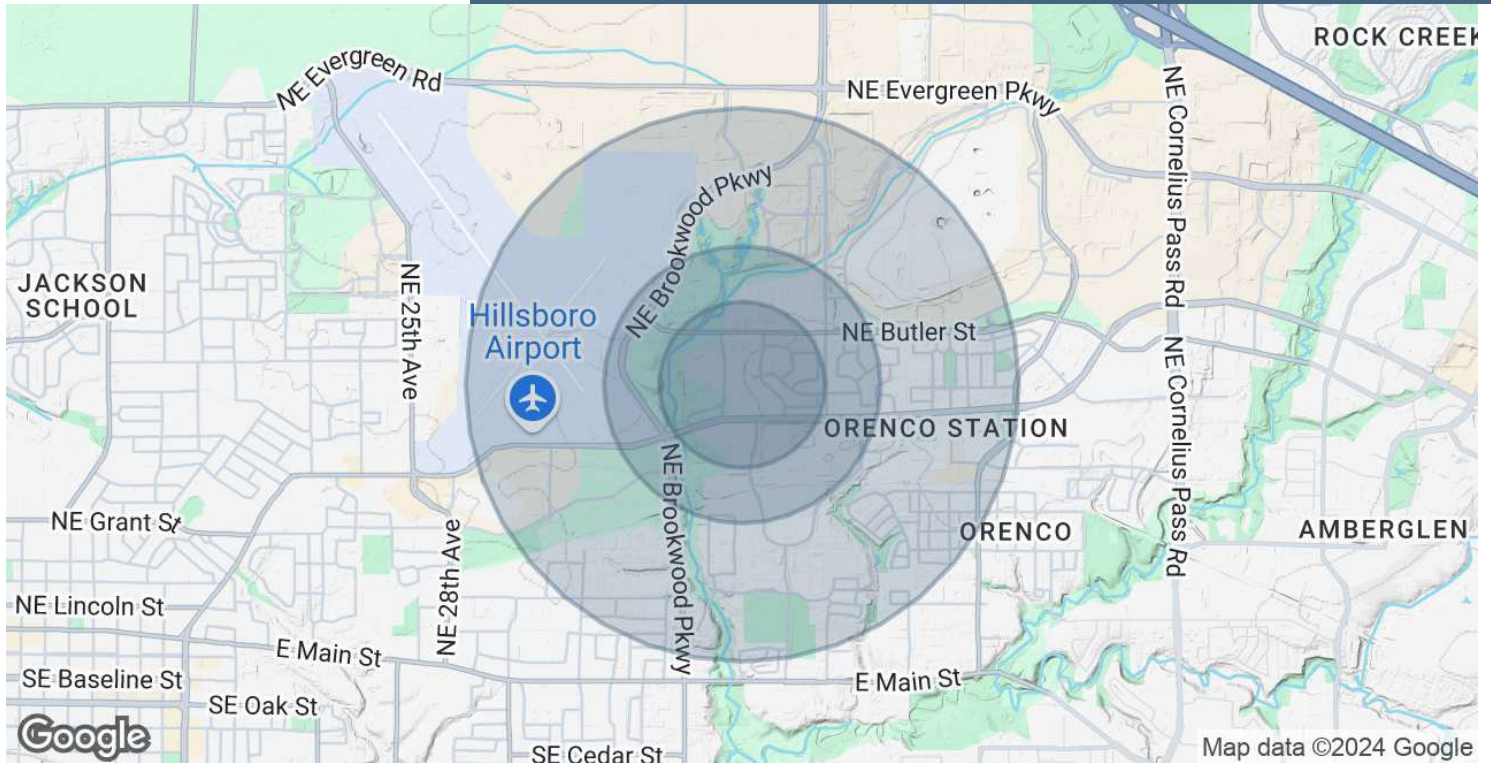 ROCK CREEK
NE Evergreen Rd
NE Evergreen Pkwy
NE Cornelius Pass Rd
NE Brookwood Pkwy
JACKSON
SCHOOL
NE 25th Ave
Hillsboro
Airport
NE Butler St
NE Cornelius Pass Rd
ORENCO STATION
NE Brookwood Pkwy
NE Grant St
NE 28th Ave
ORENCO
AMBERGLEN
NE Lincoln St
E Main St
SE Baseline St
E Main St
SE Oak St
Google
SE Cedar St
Map data ©2024 Google